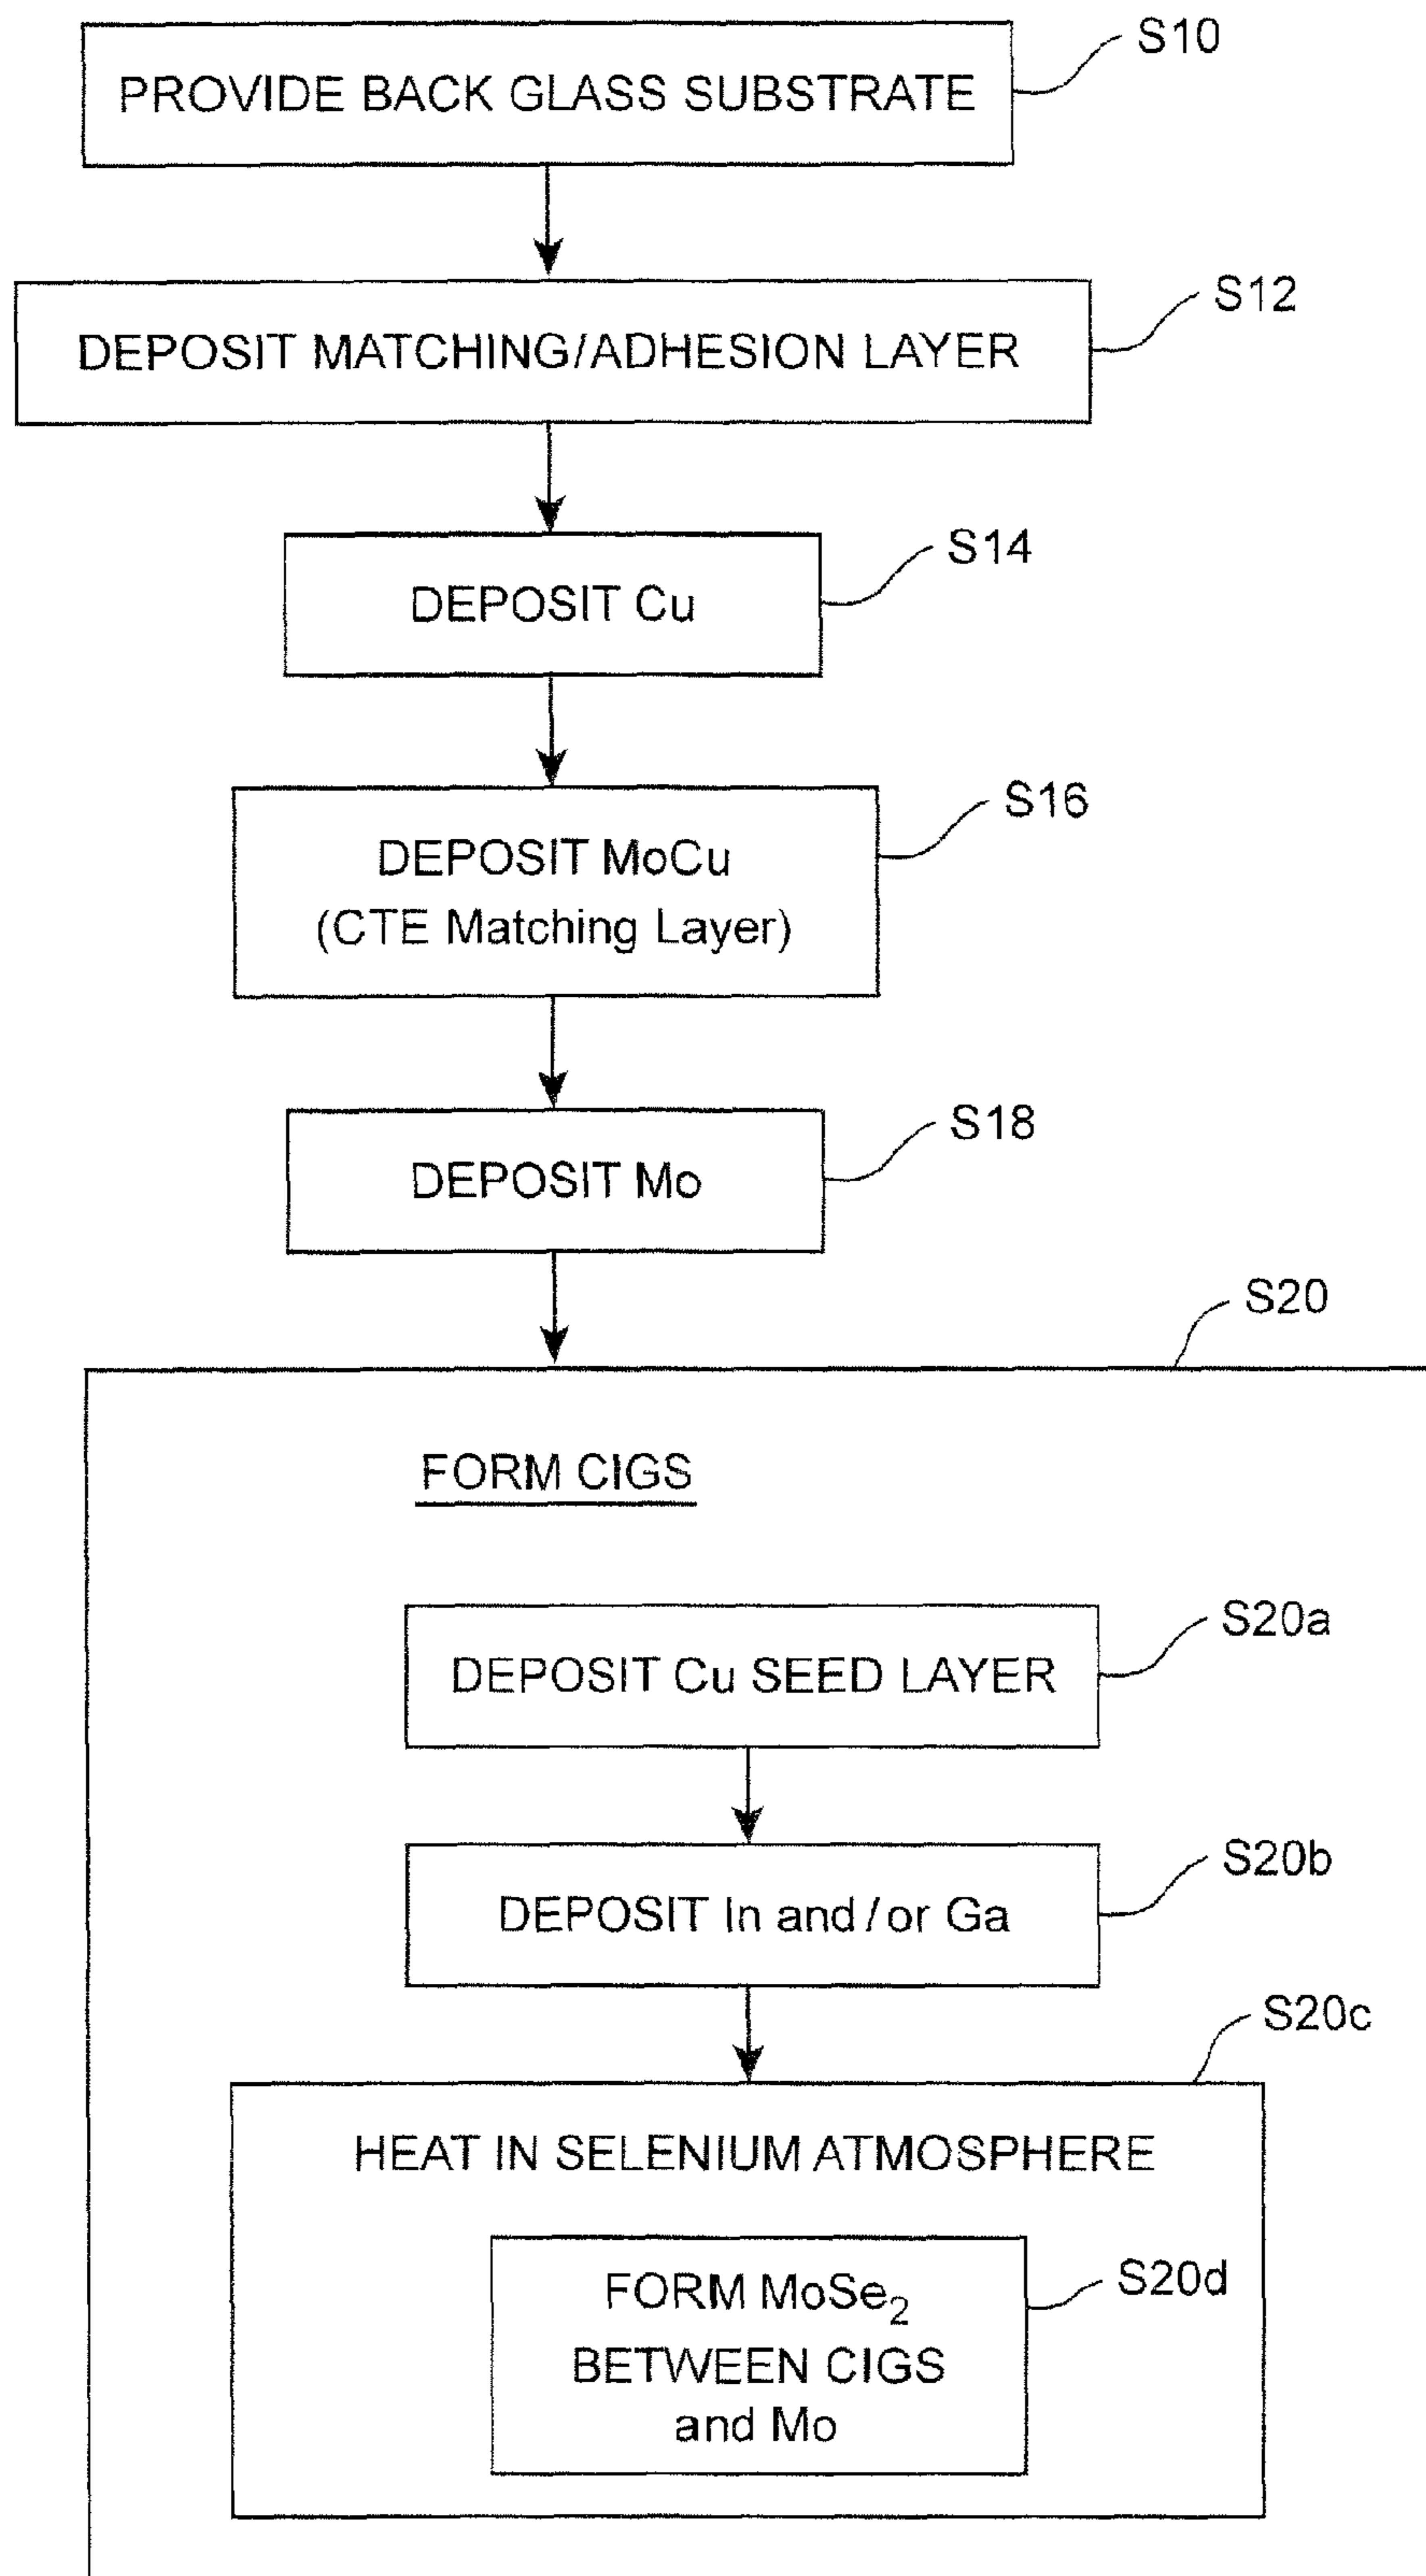 S10
PROVIDE BACK GLASS SUBSTRATE
S12
DEPOSIT MATCHING/ADHESION LAYER
S14
DEPOSIT Cu
S16
DEPOSIT MoCu
(CTE Matching Layer)
S18
DEPOSIT Mo
S20
FORM CIGS
S20a
DEPOSIT Cu SEED LAYER
S20b
DEPOSIT In and/or Ga
S20c
HEAT IN SELENIUM ATMOSPHERE
S20d
FORM MoSe₂
BETWEEN CIGS
and Mo